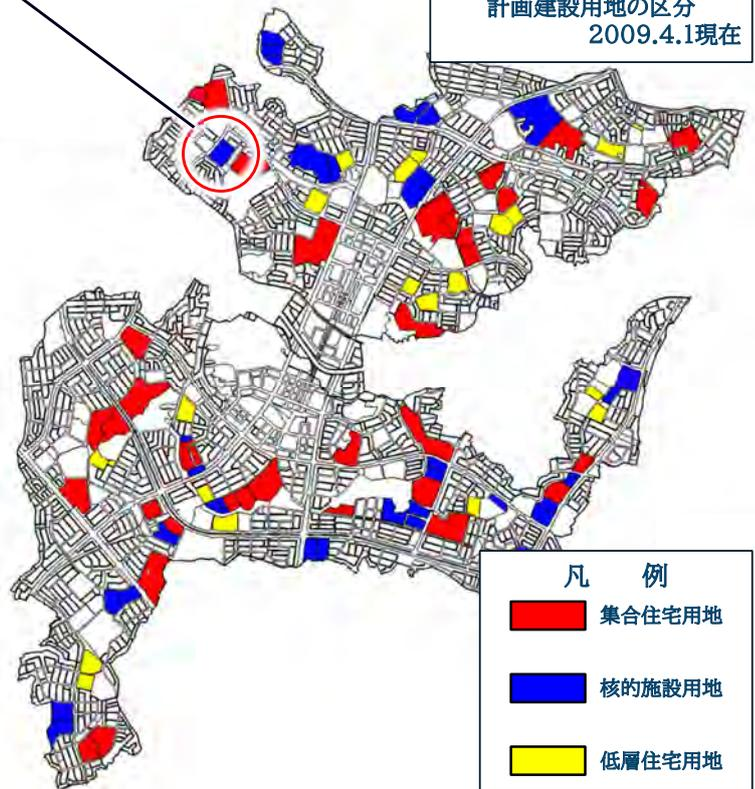 計画建設用地の区分
2009.4.1現在
凡 例
集合住宅用地
核的施設用地
低層住宅用地